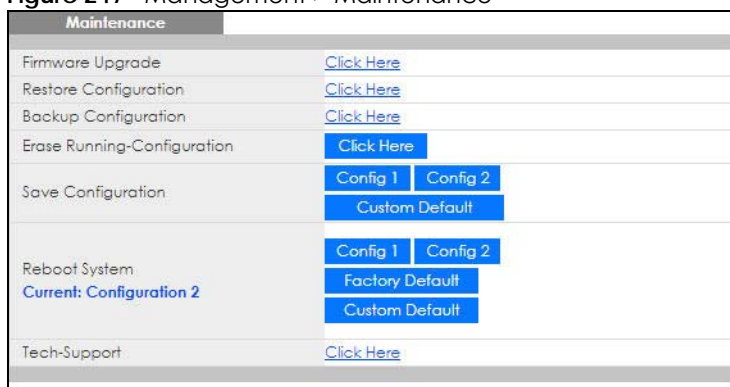 Figure 247 Management > Maintenance
Maintenance
Firmware Upgrade Click Here
Restore Configuration Click Here
Backup Configuration Click Here
Erase Running-Configuration Click Here
Save Configuration Config 1 Config 2
Custom Default
Reboot System Config 1 Config 2
Current: Configuration 2 Factory Default
Custom Default
Tech-Support Click Here